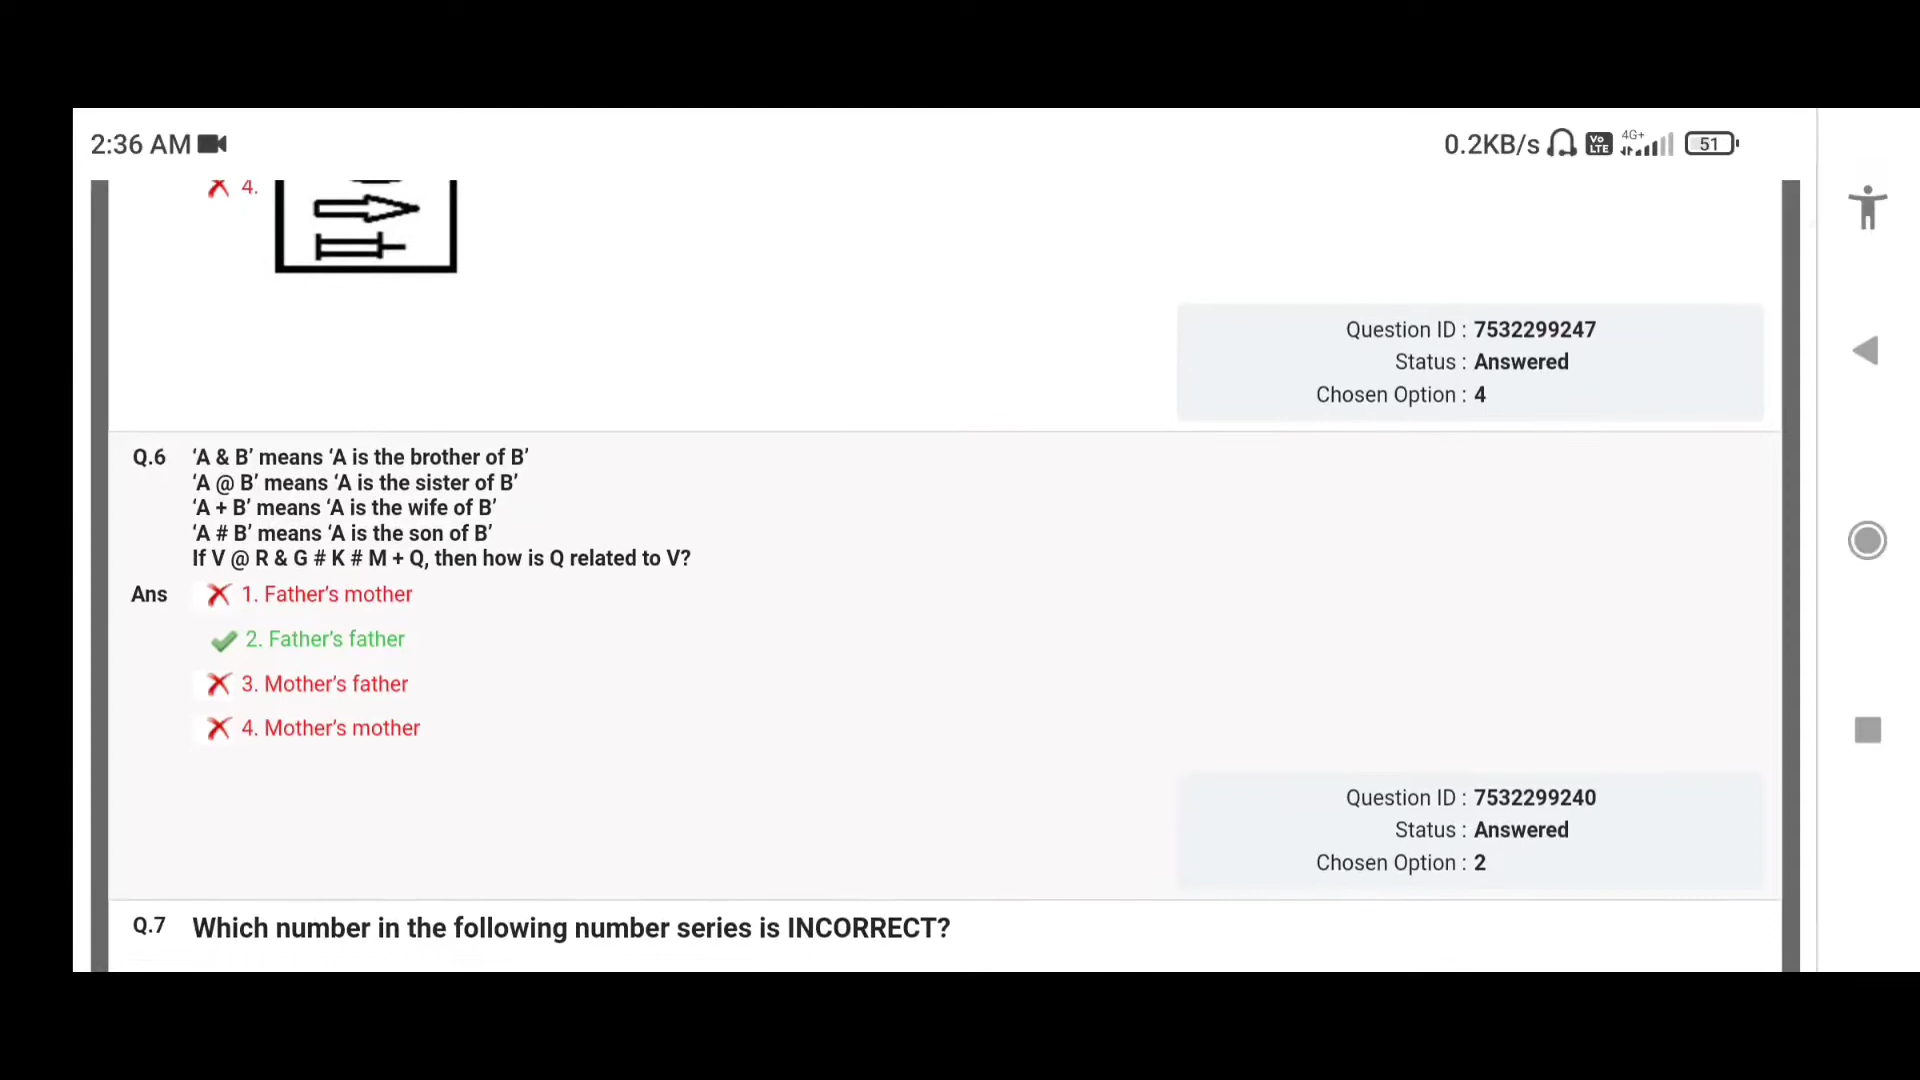 2:36 AM
0.2KB/s Vo LTE 4G+ 51
4.
Question ID : 7532299247
Status : Answered
Chosen Option : 4
Q.6 ‘A & B’ means ‘A is the brother of B’
‘A @ B’ means ‘A is the sister of B’
‘A + B’ means ‘A is the wife of B’
‘A # B’ means ‘A is the son of B’
If V @ R & G # K # M + Q, then how is Q related to V?
Ans 1. Father’s mother
2. Father’s father
3. Mother’s father
4. Mother’s mother
Question ID : 7532299240
Status : Answered
Chosen Option : 2
Q.7 Which number in the following number series is INCORRECT?